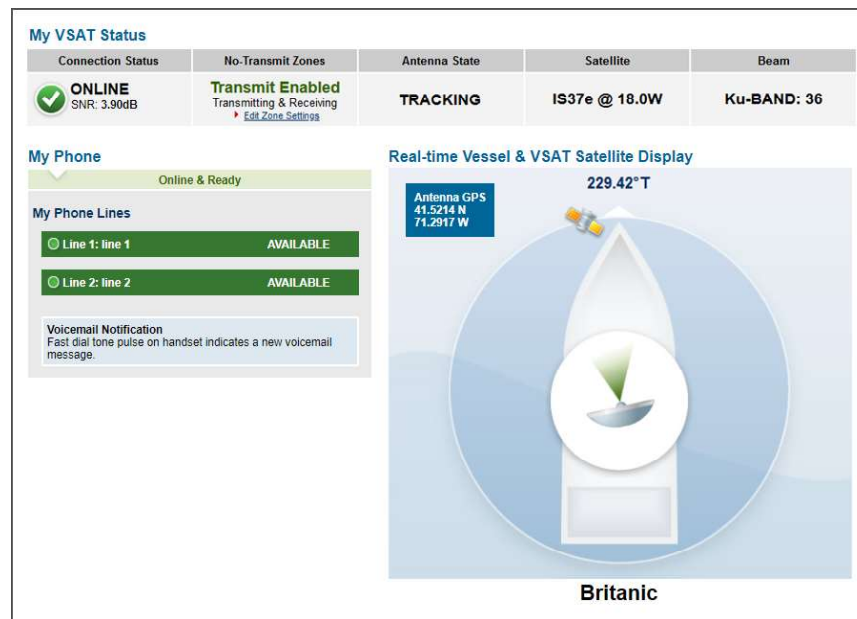 My VSAT Status
Connection Status No-Transmit Zones Antenna State Satellite Beam
ONLINE
SNR: 3.90dB
Transmit Enabled
Transmitting & Receiving
Edit Zone Settings
TRACKING
IS37e @ 18.0W
Ku-BAND: 36
My Phone
Online & Ready
My Phone Lines
Line 1: line 1 AVAILABLE
Line 2: line 2 AVAILABLE
Voicemail Notification
Fast dial tone pulse on handset indicates a new voicemail
message.
Real-time Vessel & VSAT Satellite Display
229.42°T
Antenna GPS
41.5214 N
71.2917 W
Britanic